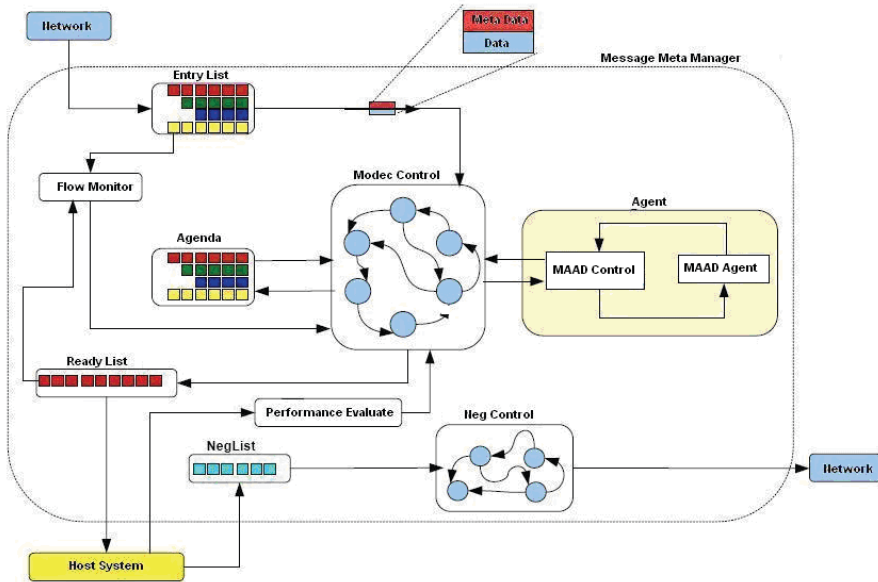 Network
Meta Data
Data
Message Meta Manager
Entry List
Flow Monitor
Modec Control
Agent
Agenda
MAAD Control
MAAD Agent
Ready List
Performance Evaluate
Neg Control
NegList
Network
Host System